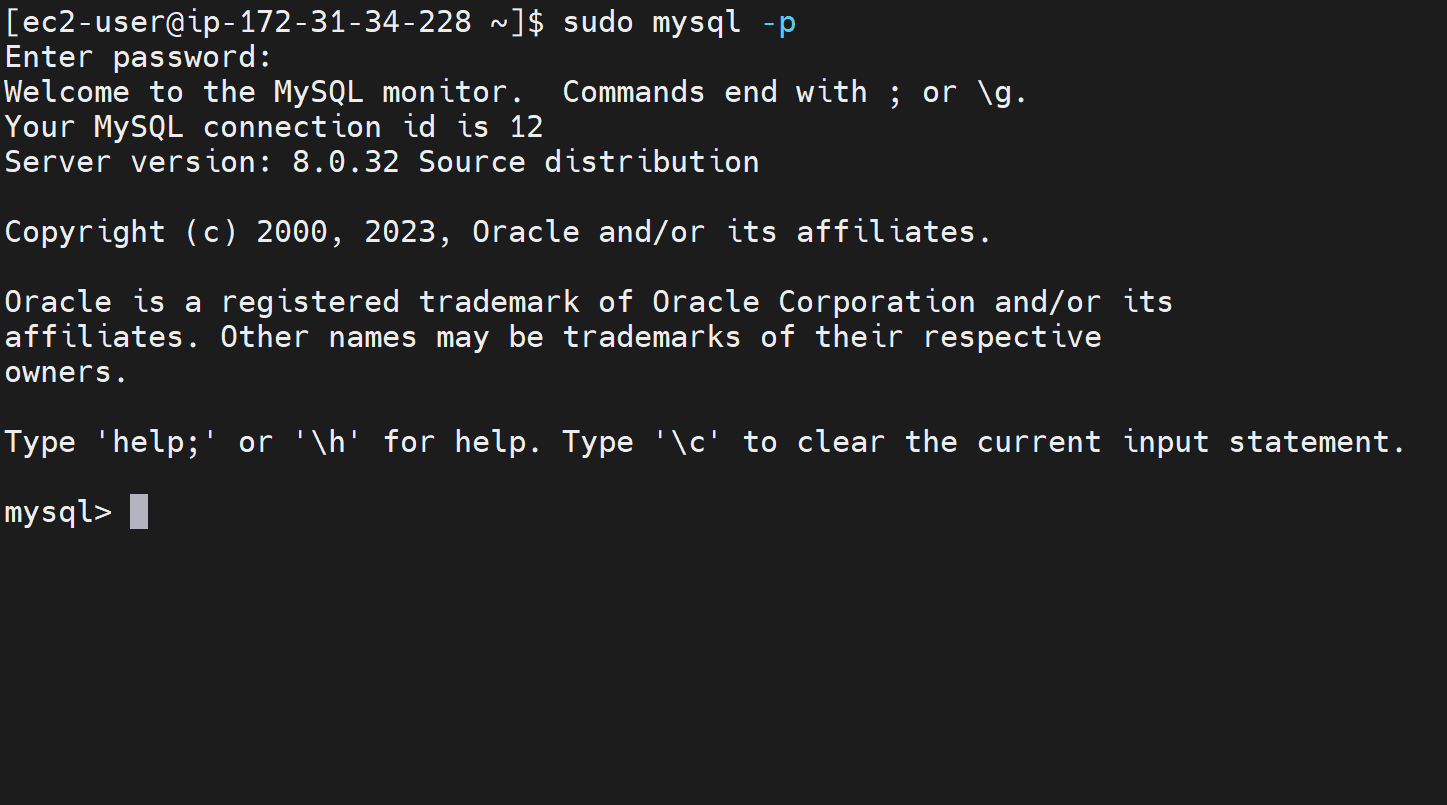 [ec2-user@ip-172-31-34-228 ~]$ sudo mysql -p
Enter password:
Welcome to the MySQL monitor.  Commands end with ; or \g.
Your MySQL connection id is 12
Server version: 8.0.32 Source distribution
Copyright (c) 2000, 2023, Oracle and/or its affiliates.
Oracle is a registered trademark of Oracle Corporation and/or its
affiliates. Other names may be trademarks of their respective
owners.
Type 'help;' or '\h' for help. Type '\c' to clear the current input statement.
mysql>